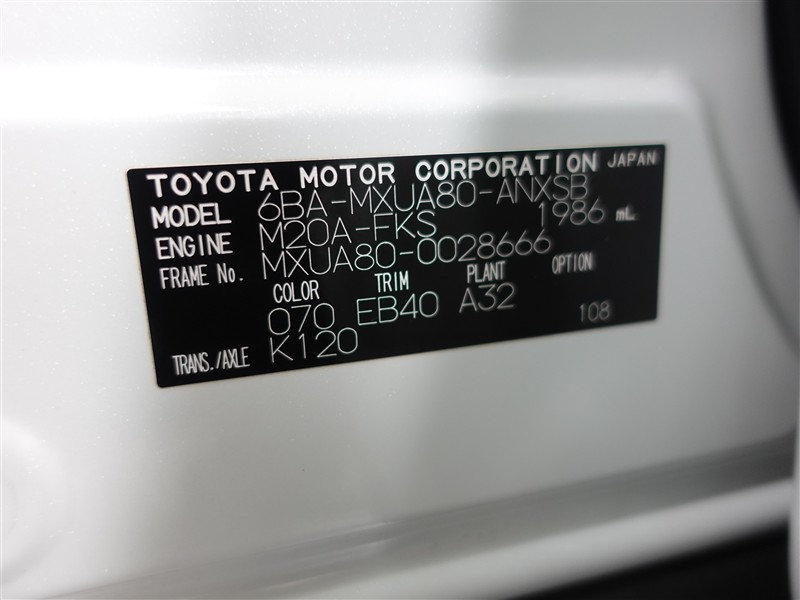 TOYOTA MOTOR CORPORATION JAPAN
MODEL 6BA-MXUA80-ANXSB
ENGINE M20A-FKS 1986 mL
FRAME No. MXUA80-0028666
COLOR TRIM PLANT OPTION
070 EB40 A32
TRANS./AXLE K120 108